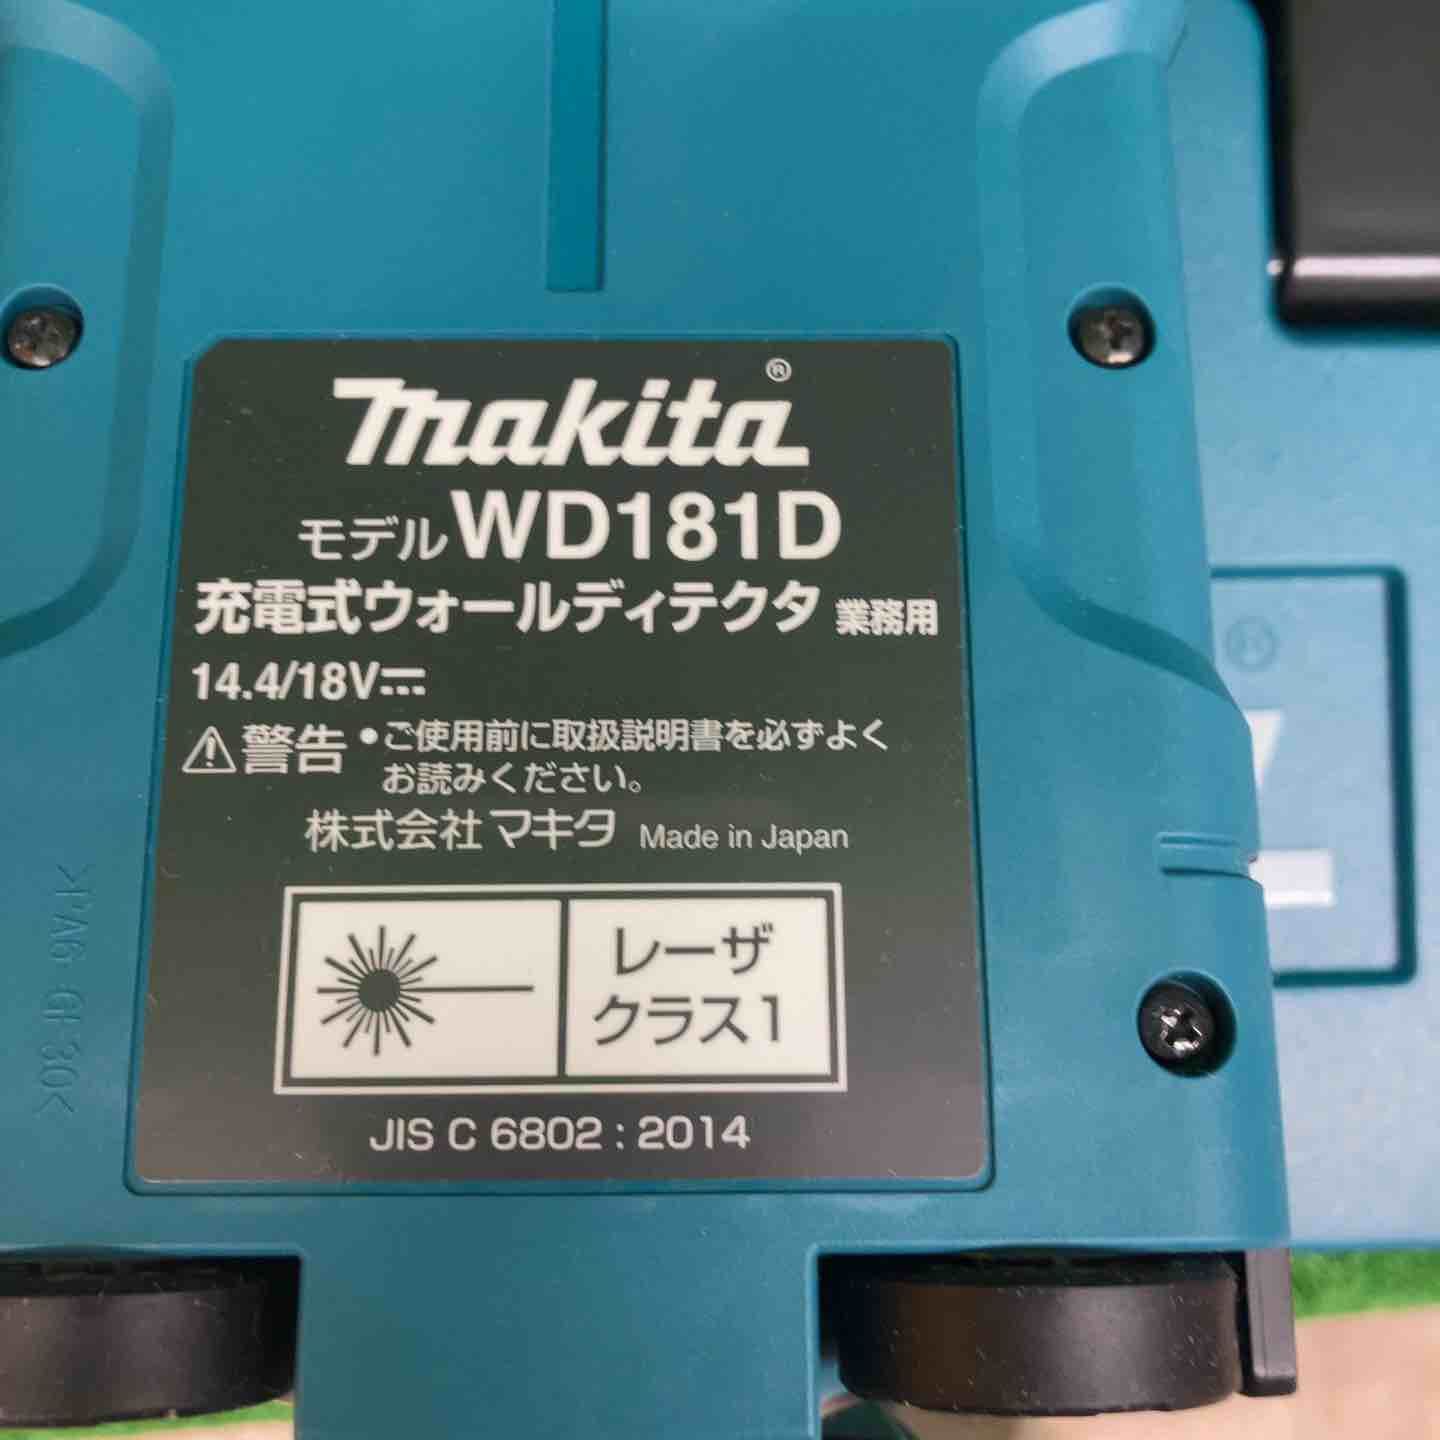 makita®
モデル WD181D
充電式ウォールディテクタ 業務用
14.4/18V⎓
⚠警告 •ご使用前に取扱説明書を必ずよく
お読みください。
株式会社マキタ Made in Japan
レーザ
クラス1
JIS C 6802 : 2014
>PA6-GF30<